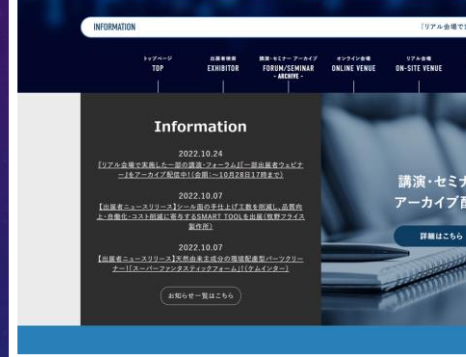 INFORMATION
『リアル会場で
トップページ
TOP
出展者検索
EXHIBITOR
講演・セミナー アーカイブ
FORUM/SEMINAR
- ARCHIVE -
オンライン会場
ONLINE VENUE
リアル会場
ON-SITE VENUE
Information
2022.10.24
『リアル会場で実施した一部の講演・フォーラム』『一部出展者ウェビナ
ー』をアーカイブ配信中！（会期：～10月28日17時まで）
2022.10.07
【出展者ニュースリリース】シール面の手仕上げ工数を削減し、品質向
上・自働化・コスト削減に寄与するSMART TOOLを出展（牧野フライス
製作所）
2022.10.07
【出展者ニュースリリース】天然由来主成分の環境配慮型パーツクリー
ナー！「スーパーファンタスティックフォーム」！（ケムインター）
お知らせ一覧はこちら
講演・セミナ
アーカイブ配
詳細はこちら